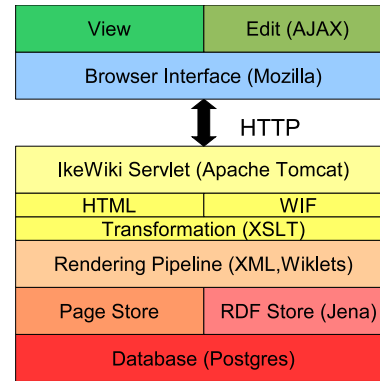 View Edit (AJAX)
Browser Interface (Mozilla)
HTTP
IkeWiki Servlet (Apache Tomcat)
HTML WIF
Transformation (XSLT)
Rendering Pipeline (XML,Wiklets)
Page Store RDF Store (Jena)
Database (Postgres)